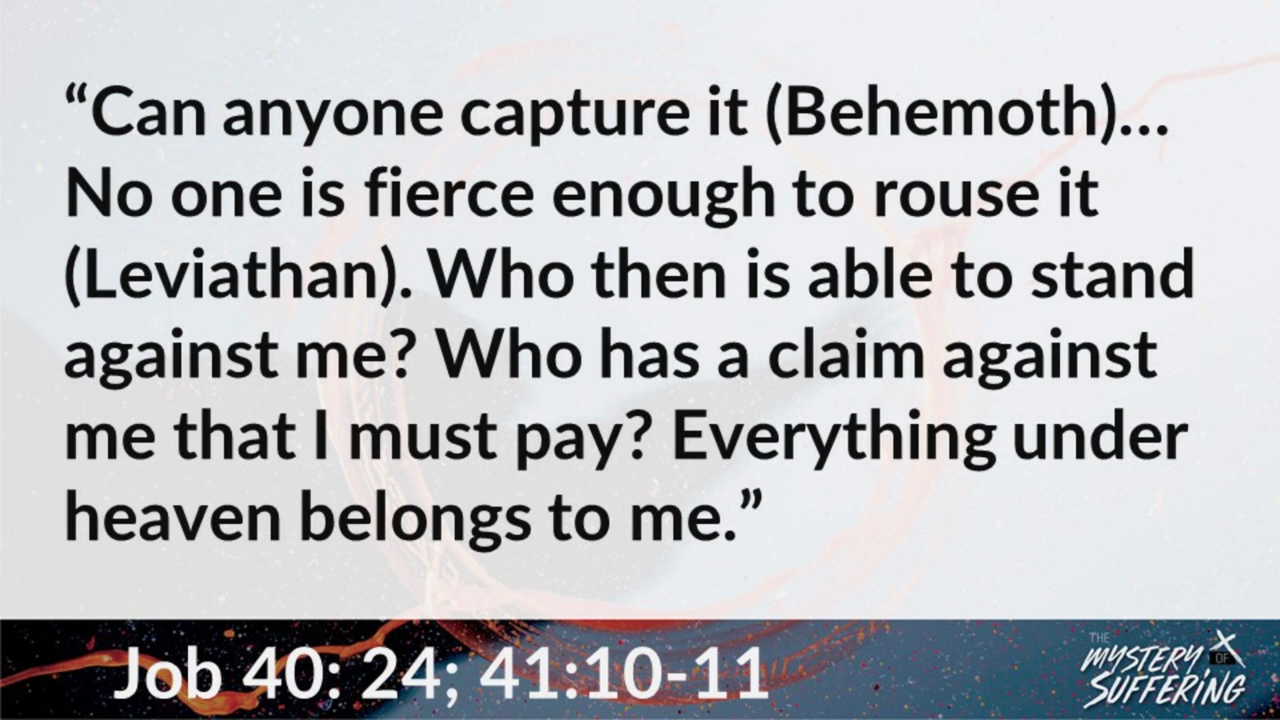 “Can anyone capture it (Behemoth)...
No one is fierce enough to rouse it
(Leviathan). Who then is able to stand
against me? Who has a claim against
me that I must pay? Everything under
heaven belongs to me.”
Job 40: 24; 41:10-11
THE
MYSTERY OF
SUFFERING